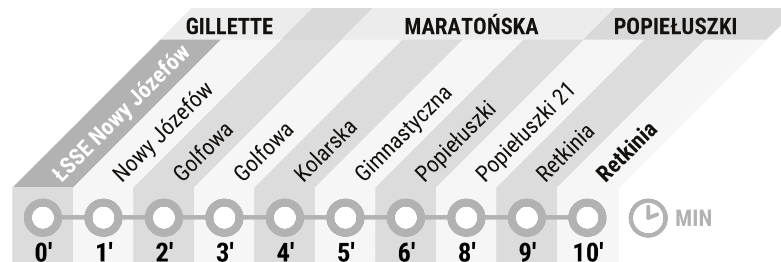 GILLETTE MARATOŃSKA POPIEŁUSZKI
ŁSSE Nowy Józefów
Nowy Józefów
Golfowa
Golfowa
Kolarska
Gimnastyczna
Popiełuszki
Popiełuszki 21
Retkinia
Retkinia
MIN
0' 1' 2' 3' 4' 5' 6' 8' 9' 10'